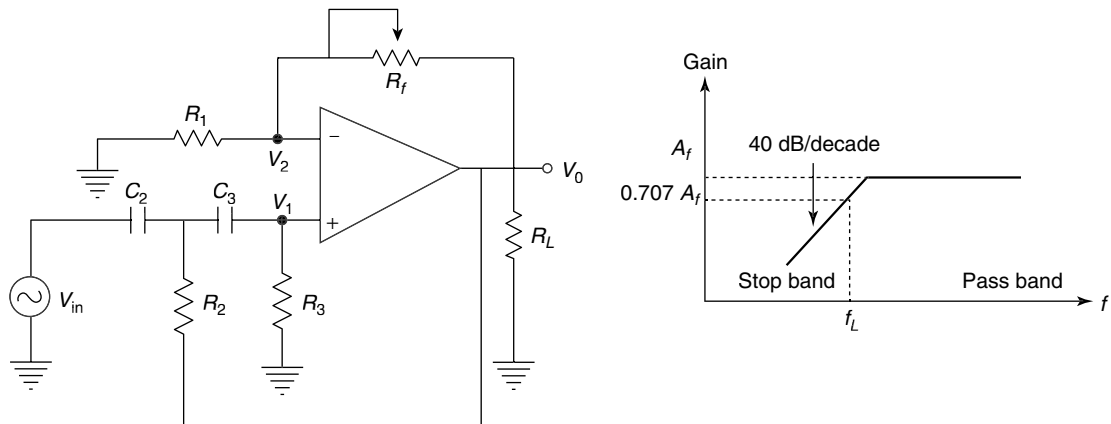 R_f
R_1
−
V_2
V_0
C_2
C_3
V_1
+
R_L
V_in
R_2
R_3
Gain
40 dB/decade
A_f
0.707 A_f
Stop band
Pass band
f_L
f